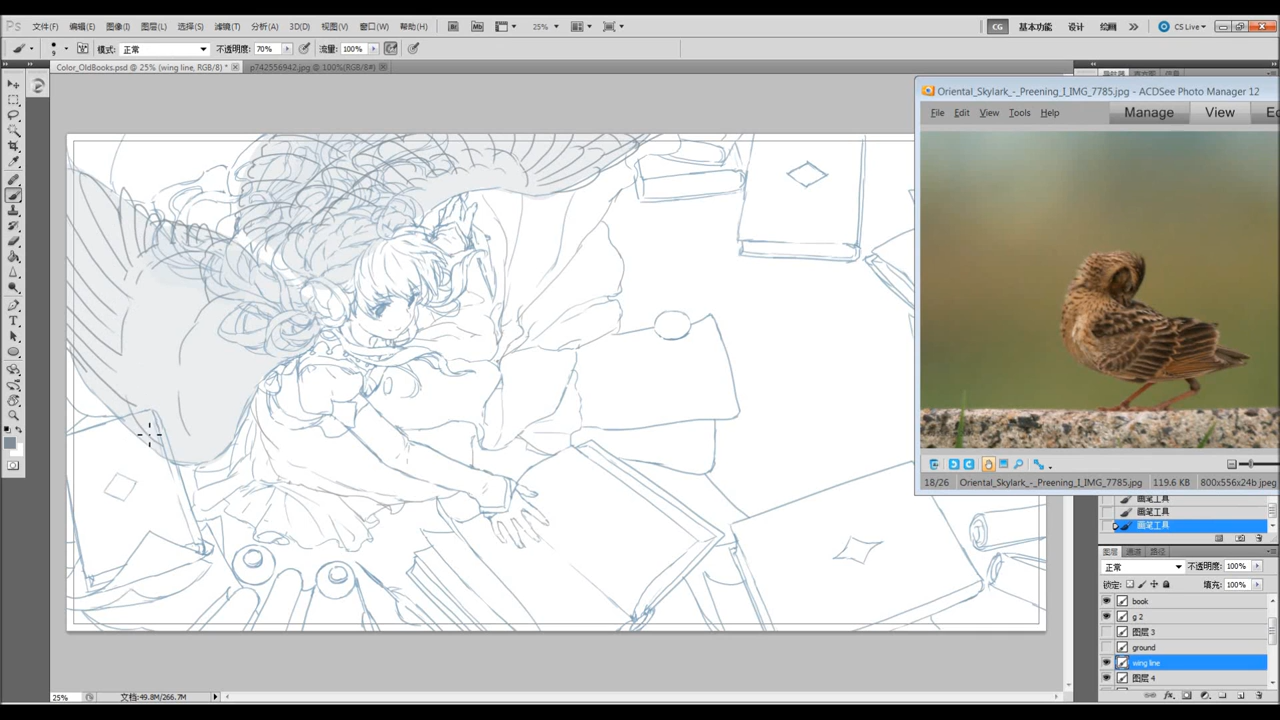 Ps 文件(F) 编辑(E) 图像(I) 图层(L) 选择(S) 滤镜(T) 分析(A) 3D(D) 视图(V) 窗口(W) 帮助(H) Br Mb 25% CG 基本功能 设计 绘画 CS Live
9 模式: 正常 不透明度: 70% 流量: 100%
Color_OldBooks.psd @ 25% (wing line, RGB/8) * p742556942.jpg @ 100%(RGB/8#)
Oriental_Skylark_-_Preening_I_IMG_7785.jpg - ACDSee Photo Manager 12
File Edit View Tools Help Manage View
18/26 Oriental_Skylark_-_Preening_I_IMG_7785.jpg 119.6 KB 800x556x24b jpeg
画笔工具
画笔工具
画笔工具
图层 通道 路径
正常 不透明度: 100%
锁定: 填充: 100%
book
g 2
图层 3
ground
wing line
图层 4
25% 文档:49.8M/266.7M